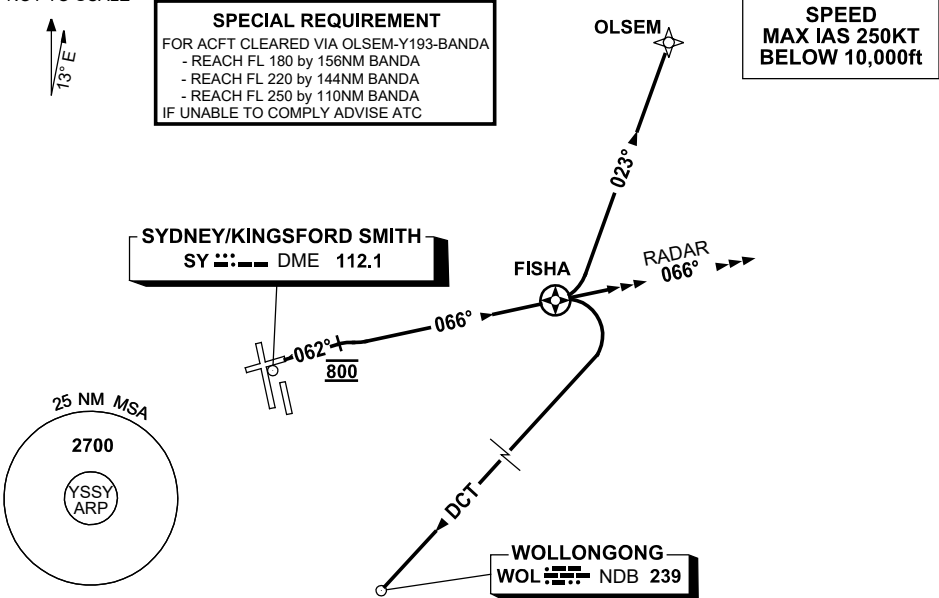 13° E
SPECIAL REQUIREMENT
FOR ACFT CLEARED VIA OLSEM-Y193-BANDA
- REACH FL 180 by 156NM BANDA
- REACH FL 220 by 144NM BANDA
- REACH FL 250 by 110NM BANDA
IF UNABLE TO COMPLY ADVISE ATC
OLSEM
SPEED
MAX IAS 250KT
BELOW 10,000ft
023°
SYDNEY/KINGSFORD SMITH
SY DME 112.1
FISHA
RADAR
066°
066°
062°
800
25 NM MSA
2700
YSSY
ARP
DCT
WOLLONGONG
WOL NDB 239